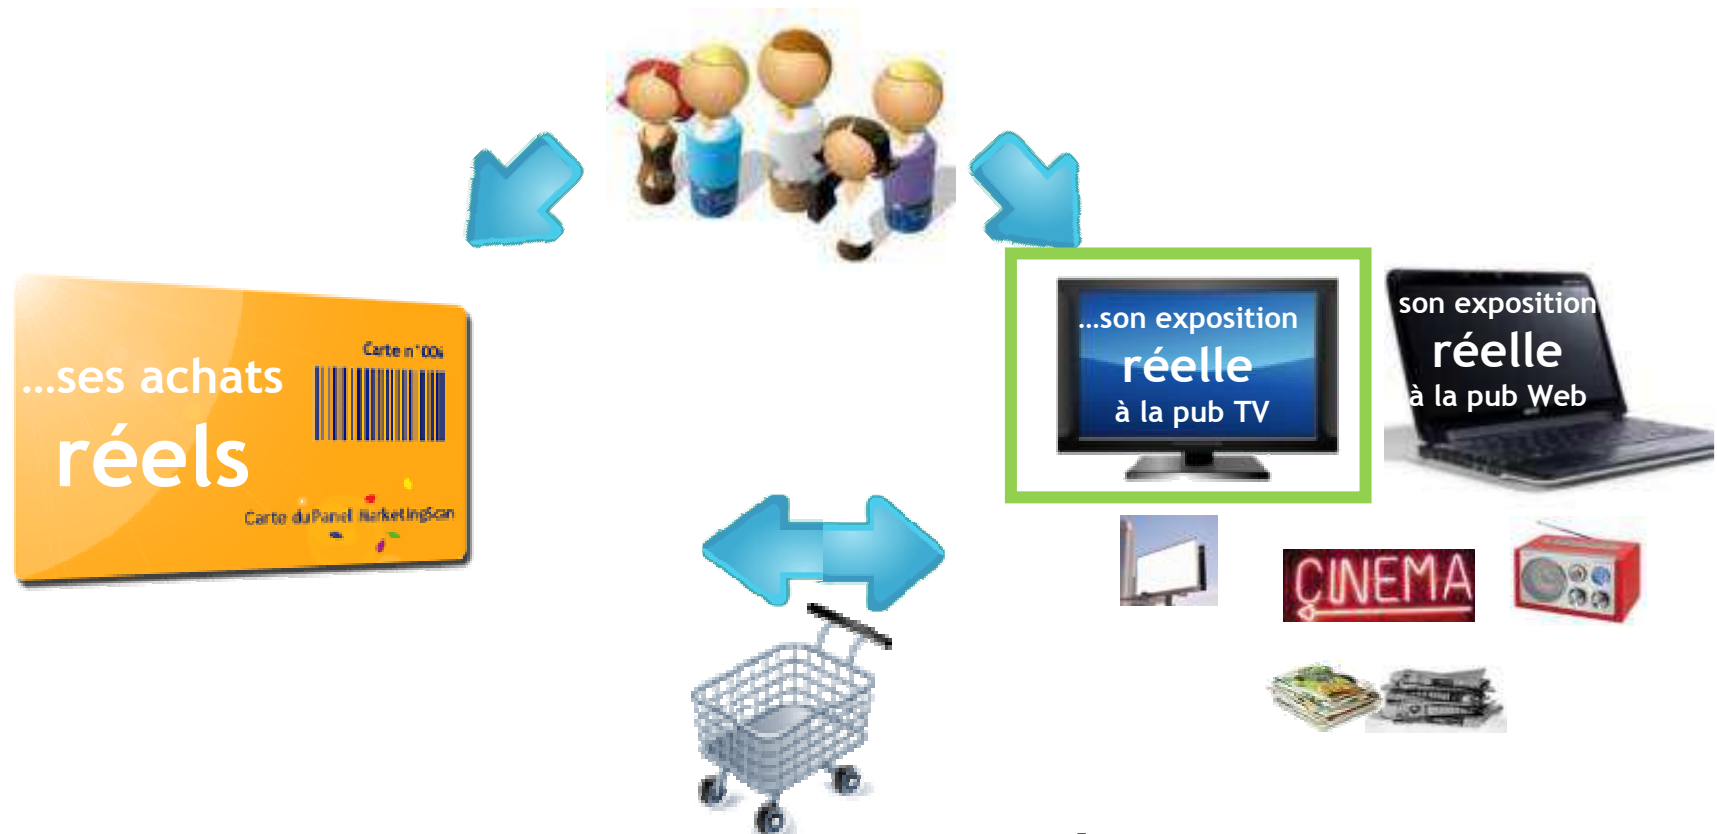 ...ses achats
réels
Carte n°006
Carte du Panel MarketingScan
...son exposition
réelle
à la pub TV
son exposition
réelle
à la pub Web
CINEMA